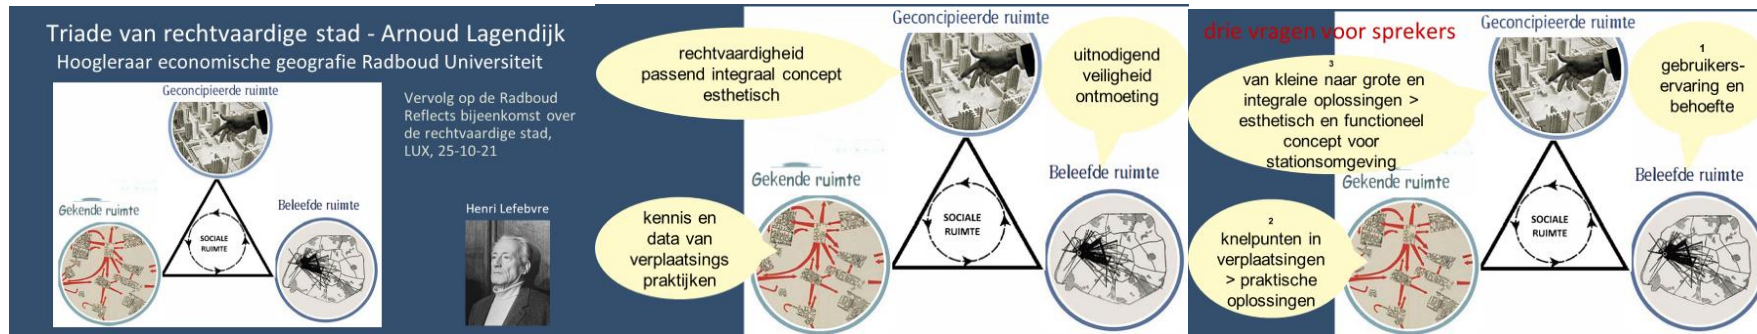 Triade van rechtvaardige stad - Arnoud Lagendijk
Hoogleraar economische geografie Radboud Universiteit
Geconcipieerde ruimte
Vervolg op de Radboud
Reflects bijeenkomst over
de rechtvaardige stad,
LUX, 25-10-21
Gekende ruimte
SOCIALE
RUIMTE
Beleefde ruimte
Henri Lefebvre
Geconcipieerde ruimte
rechtvaardigheid
passend integraal concept
esthetisch
uitnodigend
veiligheid
ontmoeting
Beleefde ruimte
Gekende ruimte
kennis en
data van
verplaatsings
praktijken
SOCIALE
RUIMTE
drie vragen voor sprekers
Geconcipieerde ruimte
3
van kleine naar grote en
integrale oplossingen >
esthetisch en functioneel
concept voor
stationsomgeving
1
gebruikers-
ervaring en
behoefte
Beleefde ruimte
Gekende ruimte
2
knelpunten in
verplaatsingen
> praktische
oplossingen
SOCIALE
RUIMTE